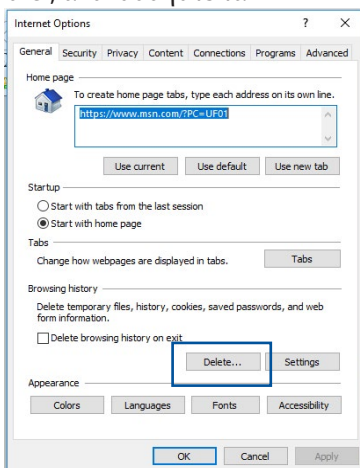 Internet Options ? ×
General Security Privacy Content Connections Programs Advanced
Home page
To create home page tabs, type each address on its own line.
https://www.msn.com/?PC=UF01
Use current Use default Use new tab
Startup
Start with tabs from the last session
Start with home page
Tabs
Change how webpages are displayed in tabs. Tabs
Browsing history
Delete temporary files, history, cookies, saved passwords, and web
form information.
Delete browsing history on exit
Delete... Settings
Appearance
Colors Languages Fonts Accessibility
OK Cancel Apply